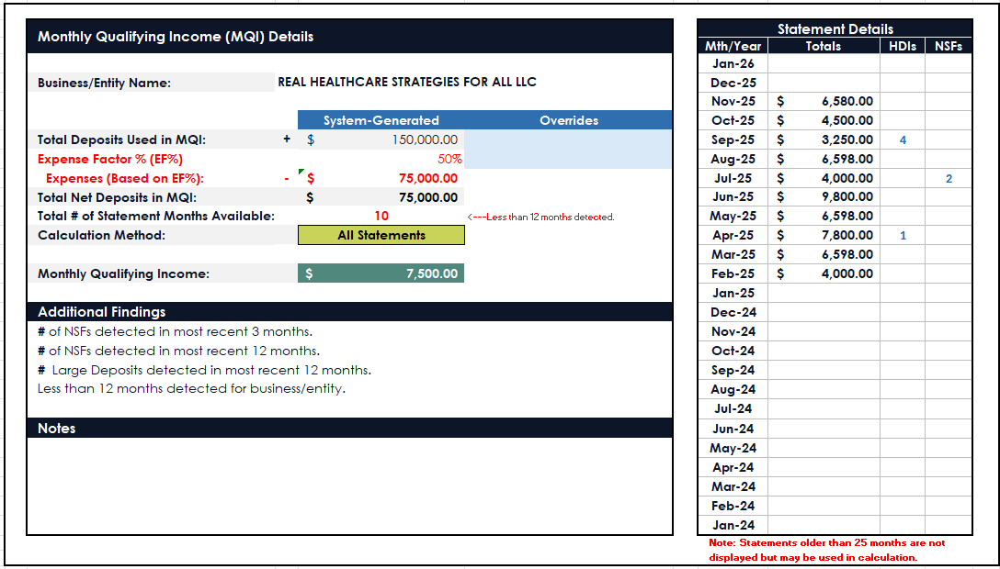 Monthly Qualifying Income (MQI) Details
Business/Entity Name: REAL HEALTHCARE STRATEGIES FOR ALL LLC
System-Generated Overrides
Total Deposits Used in MQI: + $ 150,000.00
Expense Factor % (EF%) 50%
Expenses (Based on EF%): - $ 75,000.00
Total Net Deposits in MQI: $ 75,000.00
Total # of Statement Months Available: 10 <---Less than 12 months detected.
Calculation Method: All Statements
Monthly Qualifying Income: $ 7,500.00
Additional Findings
# of NSFs detected in most recent 3 months.
# of NSFs detected in most recent 12 months.
# Large Deposits detected in most recent 12 months.
Less than 12 months detected for business/entity.
Notes
Statement Details
Mth/Year Totals HDIs NSFs
Jan-26
Dec-25
Nov-25 $ 6,580.00
Oct-25 $ 4,500.00
Sep-25 $ 3,250.00 4
Aug-25 $ 6,598.00
Jul-25 $ 4,000.00 2
Jun-25 $ 9,800.00
May-25 $ 6,598.00
Apr-25 $ 7,800.00 1
Mar-25 $ 6,598.00
Feb-25 $ 4,000.00
Jan-25
Dec-24
Nov-24
Oct-24
Sep-24
Aug-24
Jul-24
Jun-24
May-24
Apr-24
Mar-24
Feb-24
Jan-24
Note: Statements older than 25 months are not
displayed but may be used in calculation.